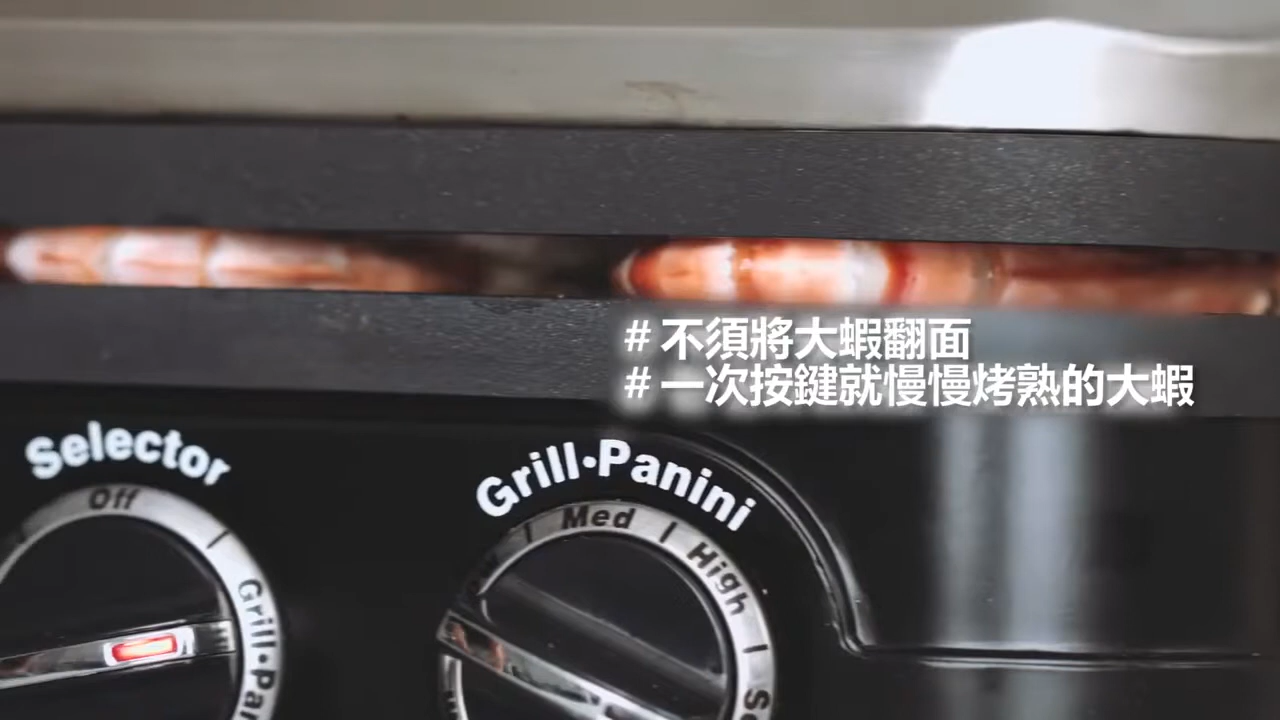 # 不須將大蝦翻面
# 一次按鍵就慢慢烤熟的大蝦
Selector
Off
Grill•Pa
Grill•Panini
Med
High